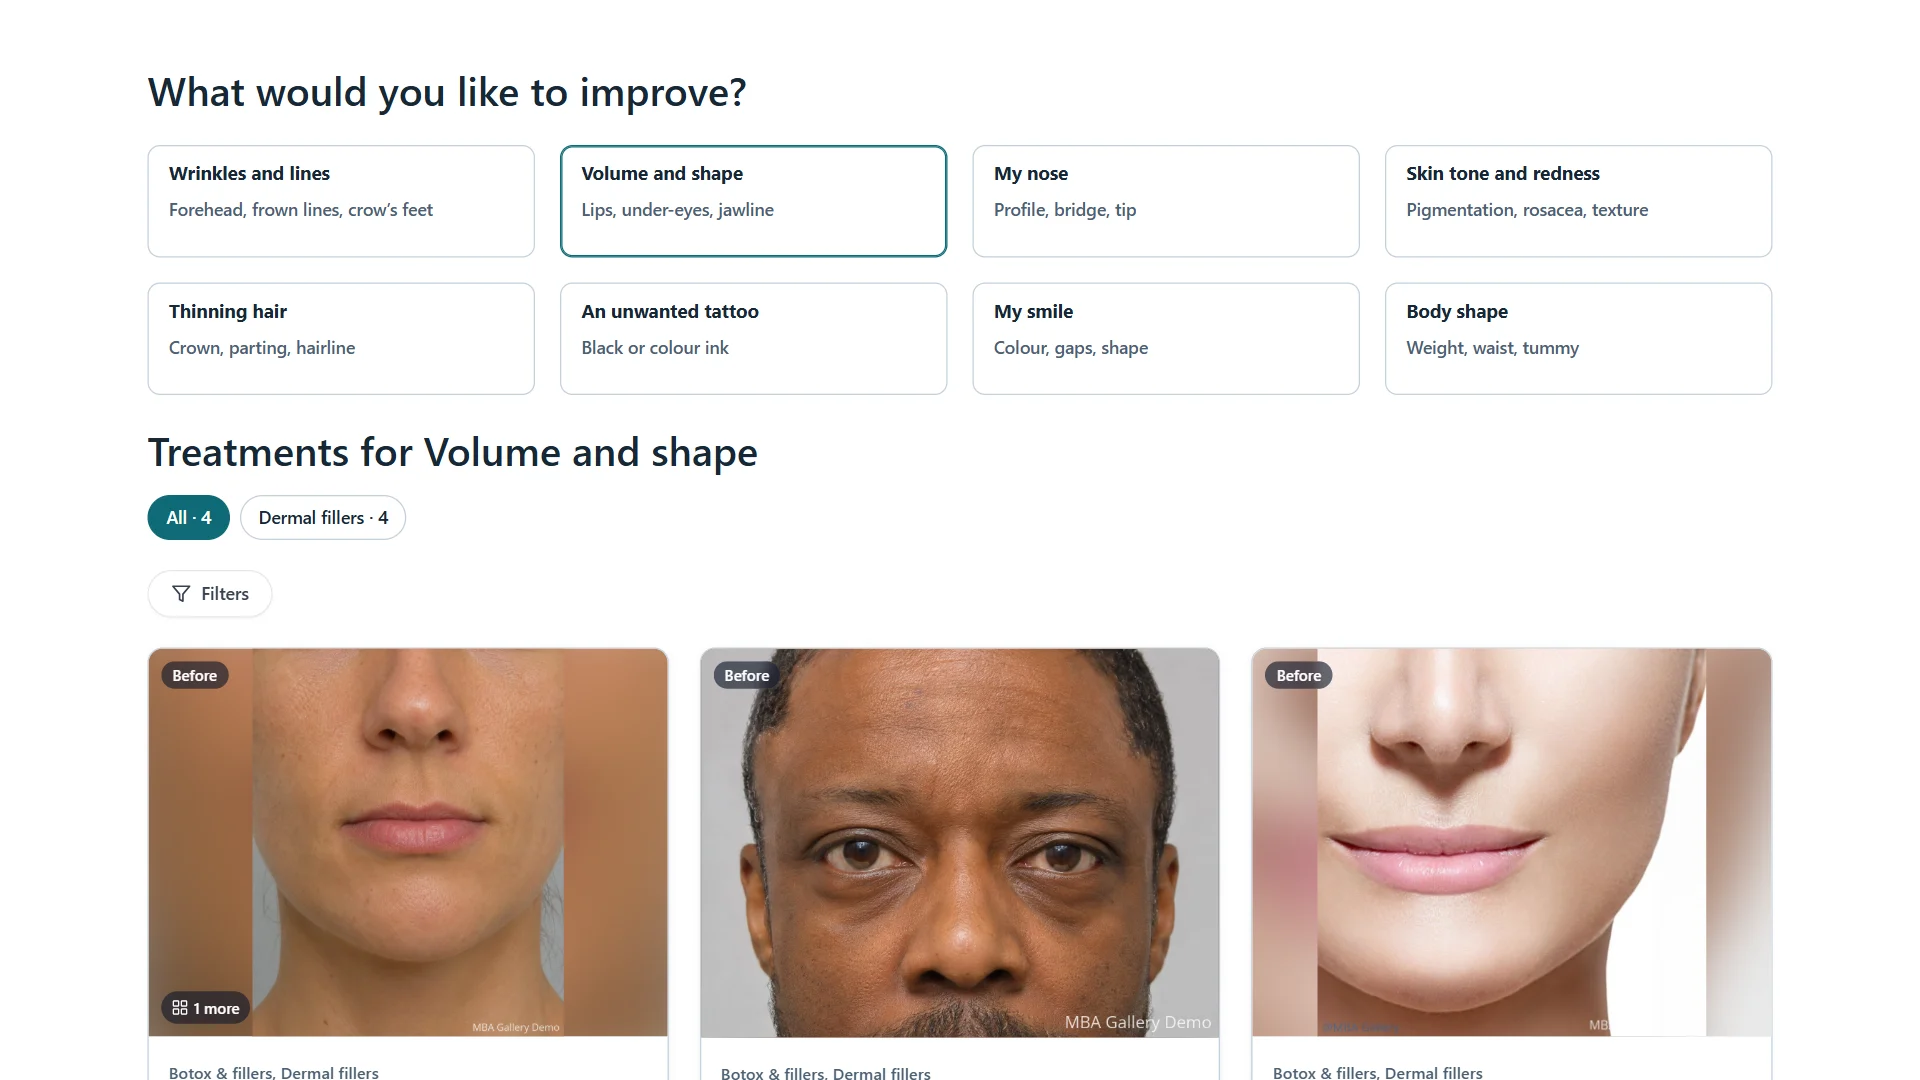 What would you like to improve?
Wrinkles and lines
Forehead, frown lines, crow’s feet
Volume and shape
Lips, under-eyes, jawline
My nose
Profile, bridge, tip
Skin tone and redness
Pigmentation, rosacea, texture
Thinning hair
Crown, parting, hairline
An unwanted tattoo
Black or colour ink
My smile
Colour, gaps, shape
Body shape
Weight, waist, tummy
Treatments for Volume and shape
All · 4
Dermal fillers · 4
Filters
Before
1 more
MBA Gallery Demo
Botox & fillers, Dermal fillers
Before
MBA Gallery Demo
Botox & fillers, Dermal fillers
Before
MB
Botox & fillers, Dermal fillers